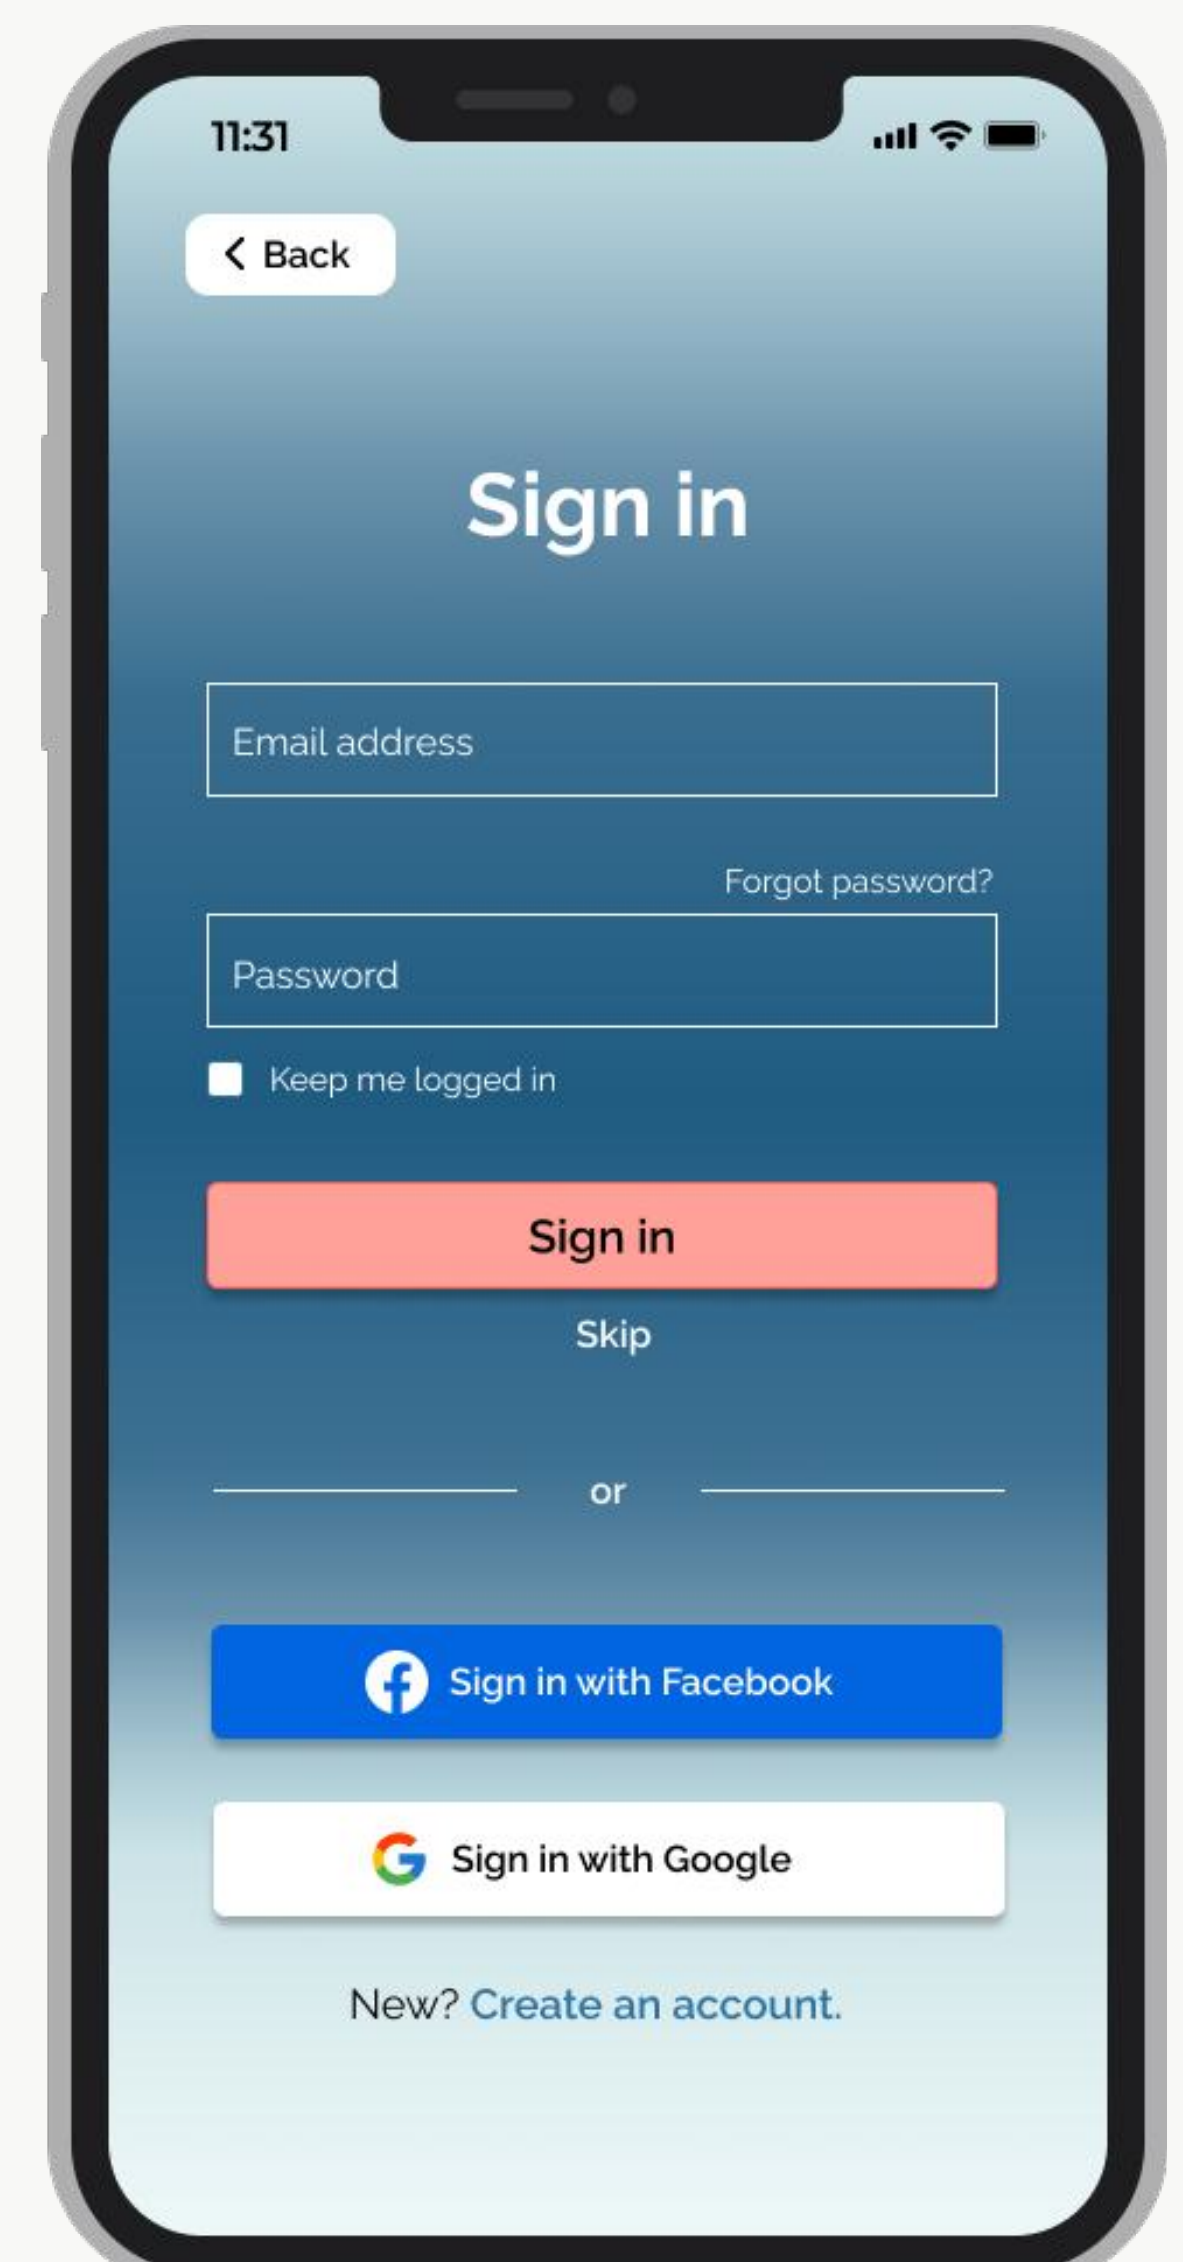 11:31
Back
Sign in
Email address
Forgot password?
Password
Keep me logged in
Sign in
Skip
or
Sign in with Facebook
Sign in with Google
New? Create an account.